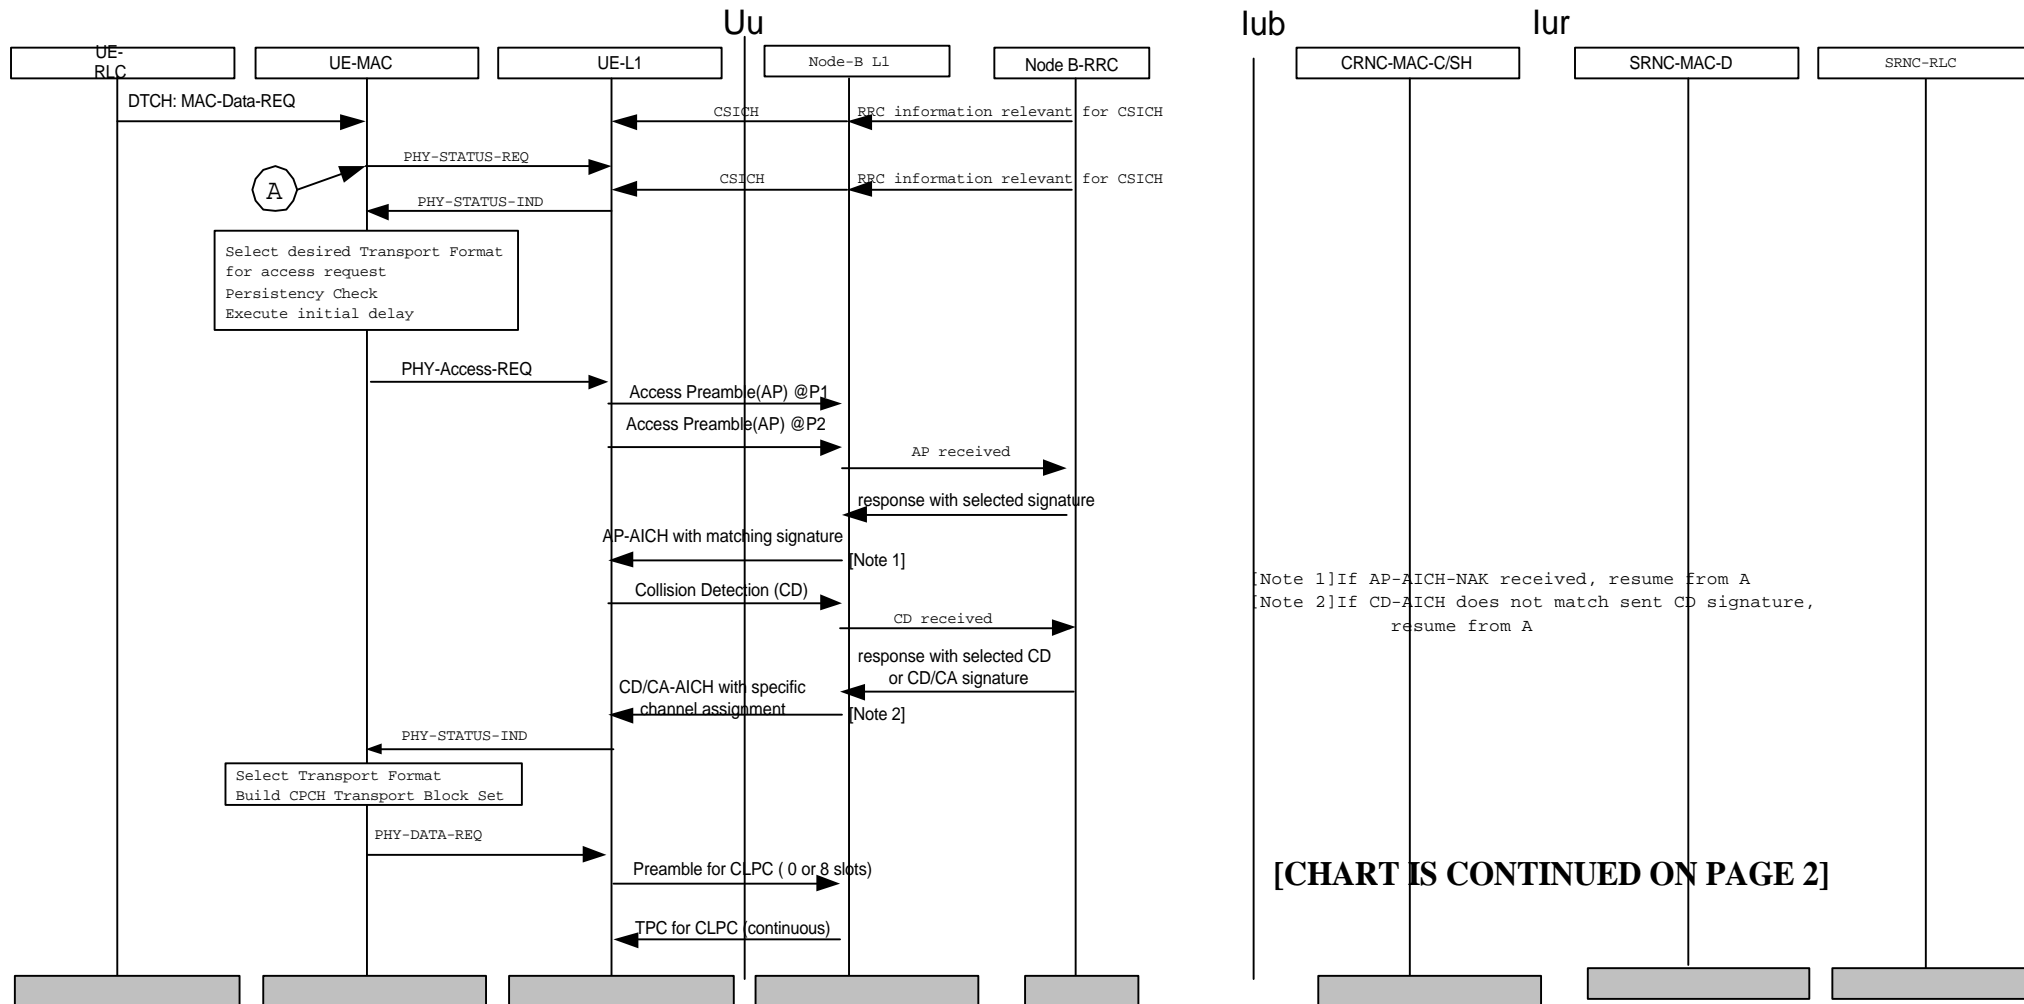 Uu
Iub
Iur
UE-
RLC
UE-MAC
UE-L1
Node-B L1
Node B-RRC
CRNC-MAC-C/SH
SRNC-MAC-D
SRNC-RLC
DTCH: MAC-Data-REQ
CSICH
RRC information relevant for CSICH
PHY-STATUS-REQ
A
CSICH
RRC information relevant for CSICH
PHY-STATUS-IND
Select desired Transport Format
for access request
Persistency Check
Execute initial delay
PHY-Access-REQ
Access Preamble(AP) @P1
Access Preamble(AP) @P2
AP received
response with selected signature
AP-AICH with matching signature
[Note 1]
[Note 1]If AP-AICH-NAK received, resume from A
[Note 2]If CD-AICH does not match sent CD signature,
resume from A
Collision Detection (CD)
CD received
response with selected CD
or CD/CA signature
CD/CA-AICH with specific
channel assignment
[Note 2]
PHY-STATUS-IND
Select Transport Format
Build CPCH Transport Block Set
PHY-DATA-REQ
Preamble for CLPC ( 0 or 8 slots)
[CHART IS CONTINUED ON PAGE 2]
TPC for CLPC (continuous)